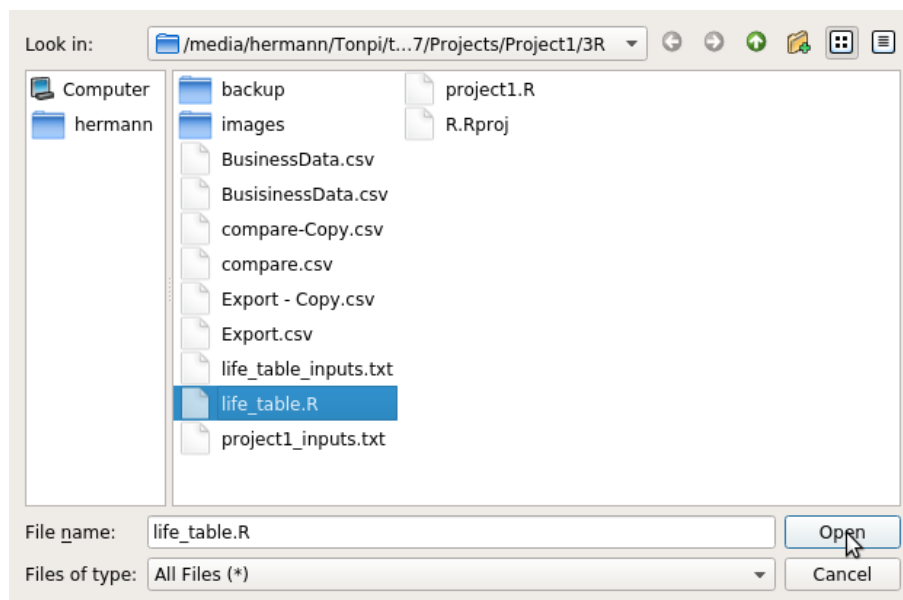 Look in: /media/hermann/Tonpi/t...7/Projects/Project1/3R
Computer
hermann
backup
images
BusinessData.csv
BusisinessData.csv
compare-Copy.csv
compare.csv
Export - Copy.csv
Export.csv
life_table_inputs.txt
life_table.R
project1_inputs.txt
project1.R
R.Rproj
File name: life_table.R Open
Files of type: All Files (*) Cancel